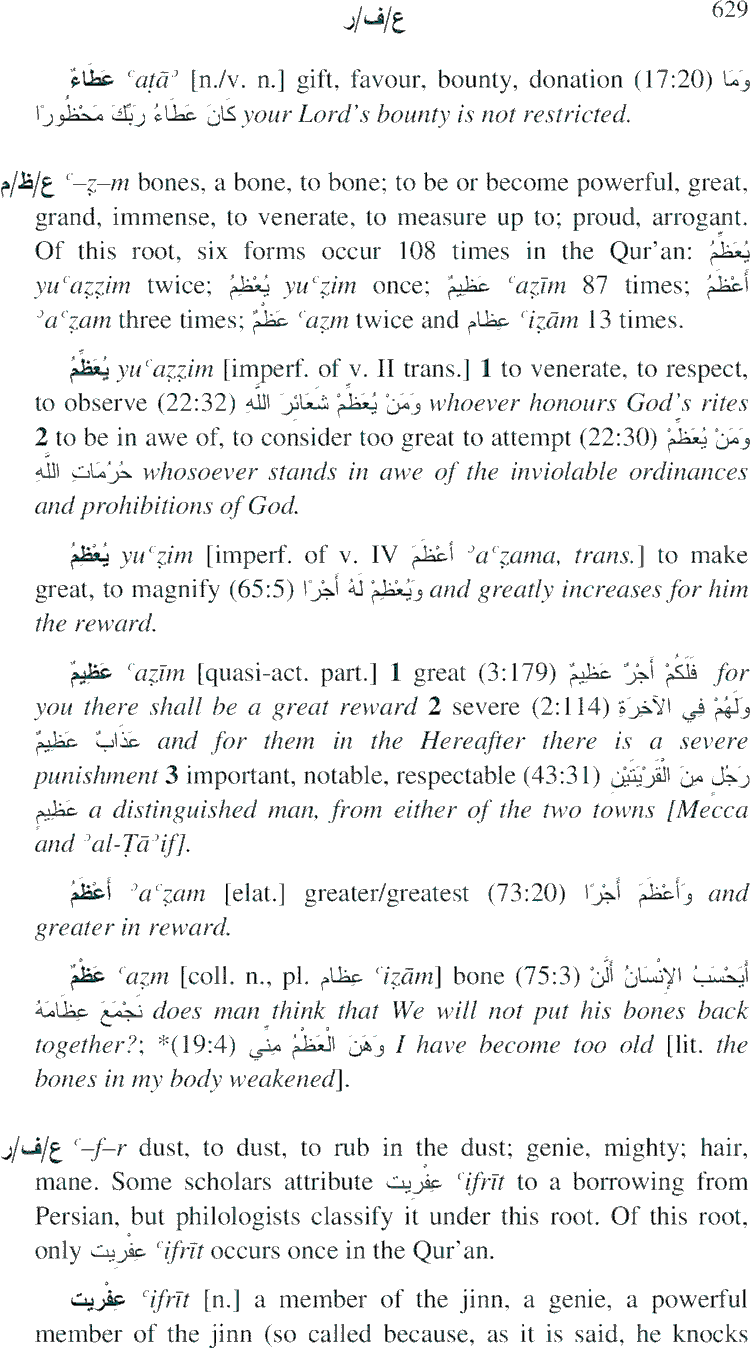 ع/ف/ر 629
عَطَاءٌ ʿaṭāʾ [n./v. n.] gift, favour, bounty, donation (17:20) وَمَا
كَانَ عَطَاءُ رَبِّكَ مَحْظُورًا your Lord's bounty is not restricted.
ع/ظ/م ʿ–ẓ–m bones, a bone, to bone; to be or become powerful, great,
grand, immense, to venerate, to measure up to; proud, arrogant.
Of this root, six forms occur 108 times in the Qur'an: يُعَظِّمُ
yuʿaẓẓim twice; يُعْظِمُ yuʿẓim once; عَظِيمٌ ʿaẓīm 87 times; أَعْظَمُ
ʾaʿẓam three times; عَظْمٌ ʿaẓm twice and عِظام ʿiẓām 13 times.
يُعَظِّمُ yuʿaẓẓim [imperf. of v. II trans.] 1 to venerate, to respect,
to observe (22:32) وَمَنْ يُعَظِّمْ شَعَائِرَ اللَّهِ whoever honours God's rites
2 to be in awe of, to consider too great to attempt (22:30) وَمَنْ يُعَظِّمْ
حُرُمَاتِ اللَّهِ whosoever stands in awe of the inviolable ordinances
and prohibitions of God.
يُعْظِمُ yuʿẓim [imperf. of v. IV أَعْظَمَ ʾaʿẓama, trans.] to make
great, to magnify (65:5) وَيُعْظِمْ لَهُ أَجْرًا and greatly increases for him
the reward.
عَظِيمٌ ʿaẓīm [quasi-act. part.] 1 great (3:179) فَلَكُمْ أَجْرٌ عَظِيمٌ for
you there shall be a great reward 2 severe (2:114) وَلَهُمْ فِي الآخِرَةِ
عَذَابٌ عَظِيمٌ and for them in the Hereafter there is a severe
punishment 3 important, notable, respectable (43:31) رَجُلٍ مِنَ الْقَرْيَتَيْنِ
عَظِيمٍ a distinguished man, from either of the two towns [Mecca
and ʾal-Ṭāʾif].
أَعْظَمُ ʾaʿẓam [elat.] greater/greatest (73:20) وَأَعْظَمَ أَجْرًا and
greater in reward.
عَظْمٌ ʿaẓm [coll. n., pl. عِظام ʿiẓām] bone (75:3) أَيَحْسَبُ الإِنْسَانُ أَلَّنْ
نَجْمَعَ عِظَامَهُ does man think that We will not put his bones back
together?; *(19:4) وَهَنَ الْعَظْمُ مِنِّي I have become too old [lit. the
bones in my body weakened].
ع/ف/ر ʿ–f–r dust, to dust, to rub in the dust; genie, mighty; hair,
mane. Some scholars attribute عِفْرِيت ʿifrīt to a borrowing from
Persian, but philologists classify it under this root. Of this root,
only عِفْرِيت ʿifrīt occurs once in the Qur'an.
عِفْرِيت ʿifrīt [n.] a member of the jinn, a genie, a powerful
member of the jinn (so called because, as it is said, he knocks